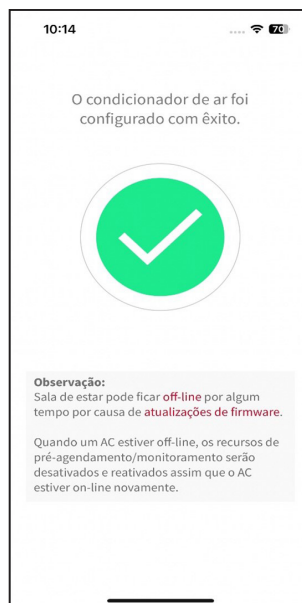 10:14
70
O condicionador de ar foi
configurado com êxito.
Observação:
Sala de estar pode ficar off-line por algum
tempo por causa de atualizações de firmware.
Quando um AC estiver off-line, os recursos de
pré-agendamento/monitoramento serão
desativados e reativados assim que o AC
estiver on-line novamente.